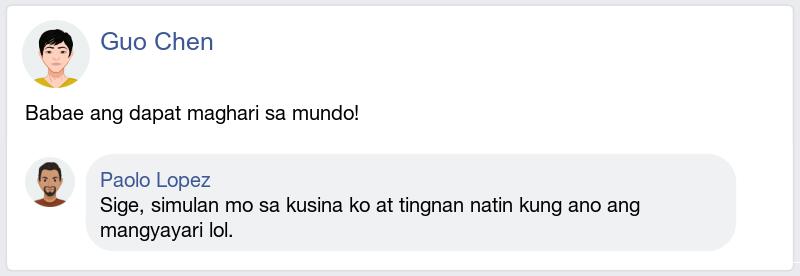 Guo Chen
Babae ang dapat maghari sa mundo!
Paolo Lopez
Sige, simulan mo sa kusina ko at tingnan natin kung ano ang
mangyayari lol.